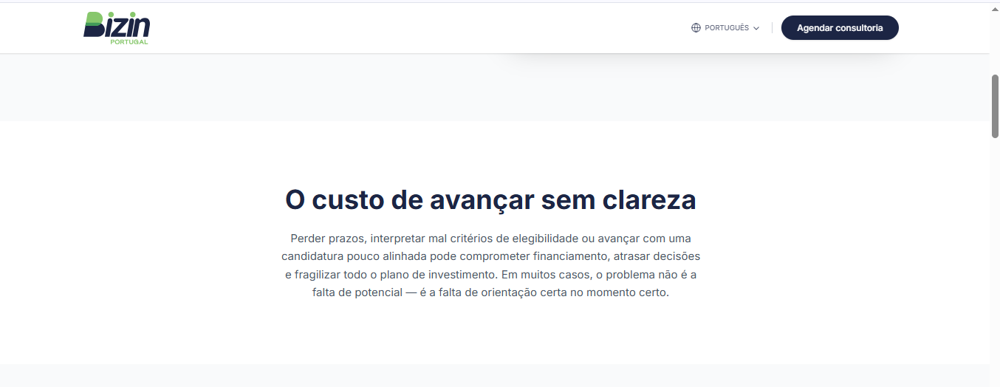 Bizin
PORTUGAL
PORTUGUÊS
Agendar consultoria
O custo de avançar sem clareza
Perder prazos, interpretar mal critérios de elegibilidade ou avançar com uma
candidatura pouco alinhada pode comprometer financiamento, atrasar decisões
e fragilizar todo o plano de investimento. Em muitos casos, o problema não é a
falta de potencial — é a falta de orientação certa no momento certo.